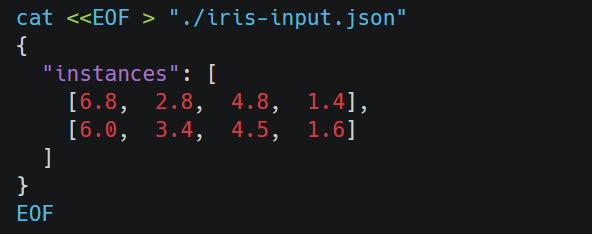 cat <<EOF > "./iris-input.json"
{
  "instances": [
    [6.8,  2.8,  4.8,  1.4],
    [6.0,  3.4,  4.5,  1.6]
  ]
}
EOF